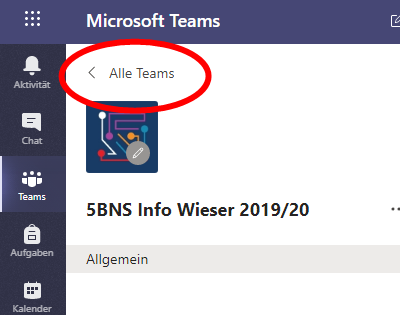 Microsoft Teams
Alle Teams
Aktivität
Chat
Teams
5BNS Info Wieser 2019/20
Aufgaben
Allgemein
Kalender